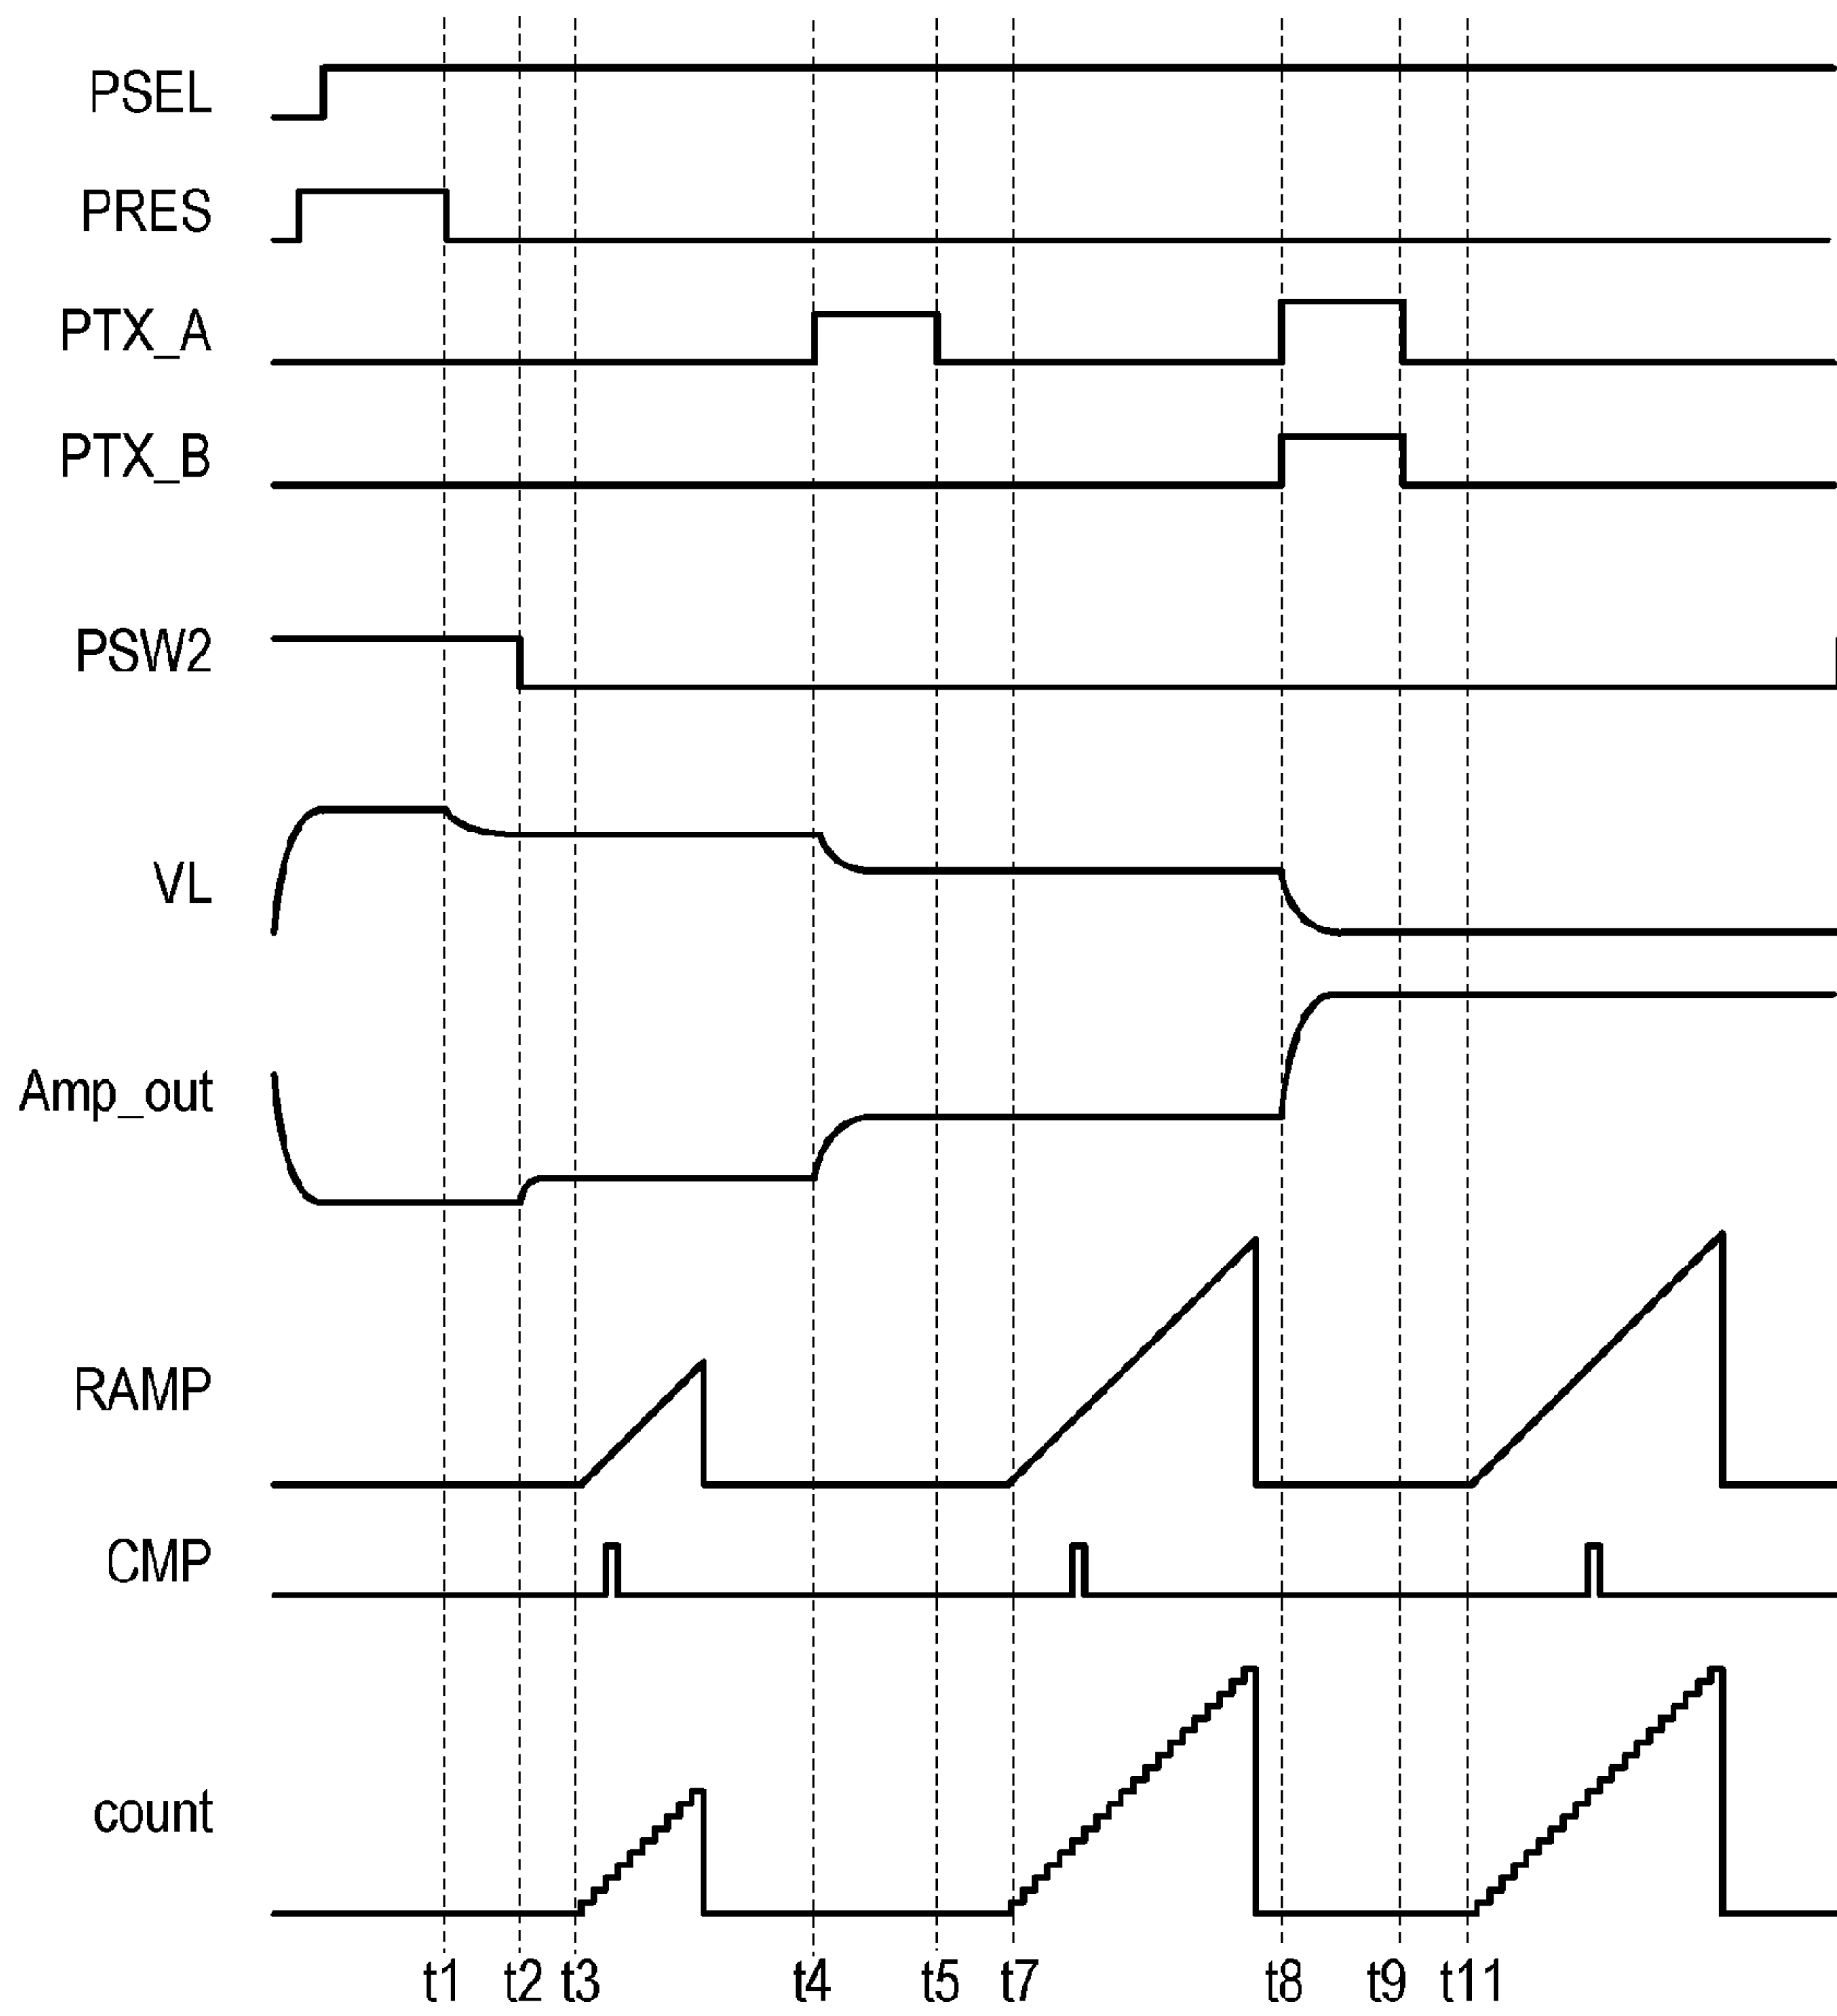 PSEL
PRES
PTX_A
PTX_B
PSW2
VL
Amp_out
RAMP
CMP
count
t1 t2 t3 t4 t5 t7 t8 t9 t11